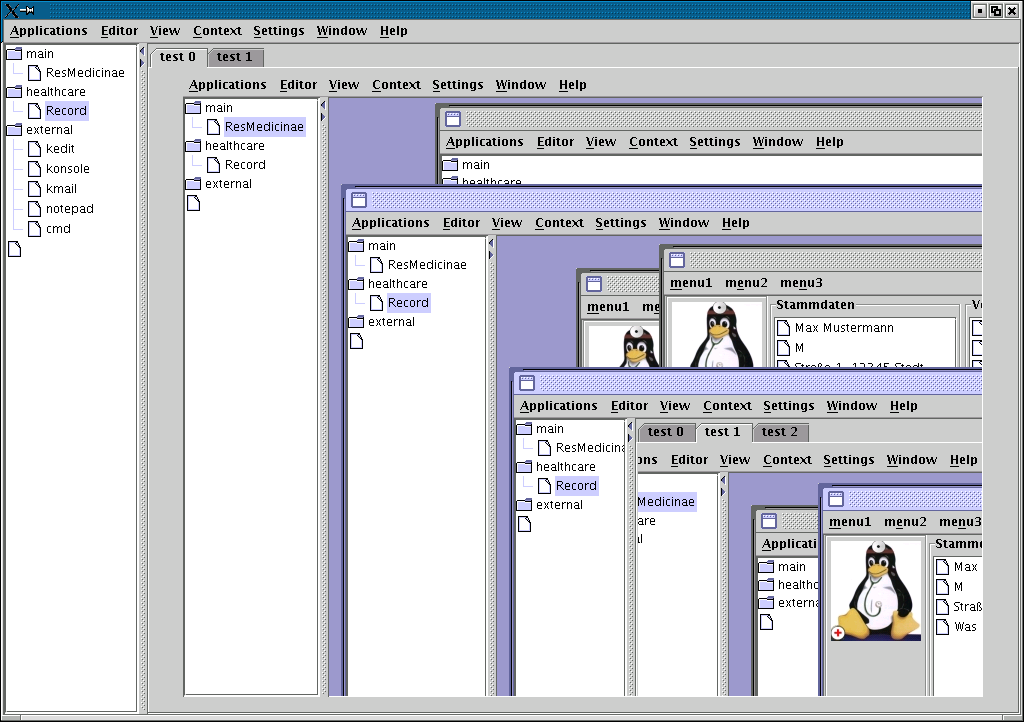 Applications Editor View Context Settings Window Help
main
ResMedicinae
healthcare
Record
external
kedit
konsole
kmail
notepad
cmd
test 0 test 1
Applications Editor View Context Settings Window Help
main
ResMedicinae
healthcare
Record
external
Applications Editor View Context Settings Window Help
main
healthcare
Applications Editor View Context Settings Window Help
main
ResMedicinae
healthcare
Record
external
menu1 me
menu1 menu2 menu3
Stammdaten V
Max Mustermann
M
Straße 1, 12345 Stadt
Applications Editor View Context Settings Window Help
main
ResMedicina
healthcare
Record
external
test 0 test 1 test 2
ons Editor View Context Settings Window Help
Medicinae
are
al
Applicati
main
healthc
externa
menu1 menu2 menu3
Stamm
Max
M
Straß
Was